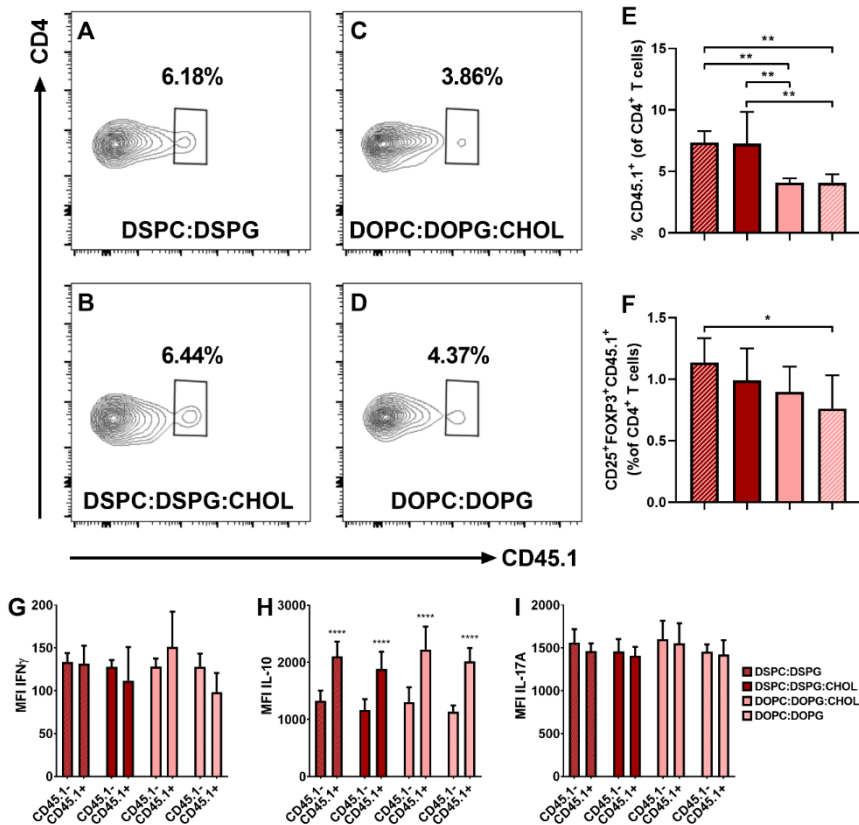 A
CD4
6.18%
DSPC:DSPG
C
3.86%
DOPC:DOPG:CHOL
B
6.44%
DSPC:DSPG:CHOL
D
4.37%
DOPC:DOPG
CD45.1
E
% CD45.1⁺ (of CD4⁺ T cells)
15
10
5
0
**
**
**
**
F
CD25⁺FOXP3⁺CD45.1⁺
(%of CD4⁺ T cells)
1.5
1.0
0.5
0.0
*
G
MFI IFNγ
200
150
100
50
0
CD45.1-
CD45.1+
CD45.1-
CD45.1+
CD45.1-
CD45.1+
CD45.1-
CD45.1+
H
MFI IL-10
3000
2000
1000
0
****
****
****
****
CD45.1-
CD45.1+
CD45.1-
CD45.1+
CD45.1-
CD45.1+
CD45.1-
CD45.1+
I
MFI IL-17A
2000
1500
1000
500
0
CD45.1-
CD45.1+
CD45.1-
CD45.1+
CD45.1-
CD45.1+
CD45.1-
CD45.1+
DSPC:DSPG
DSPC:DSPG:CHOL
DOPC:DOPG:CHOL
DOPC:DOPG